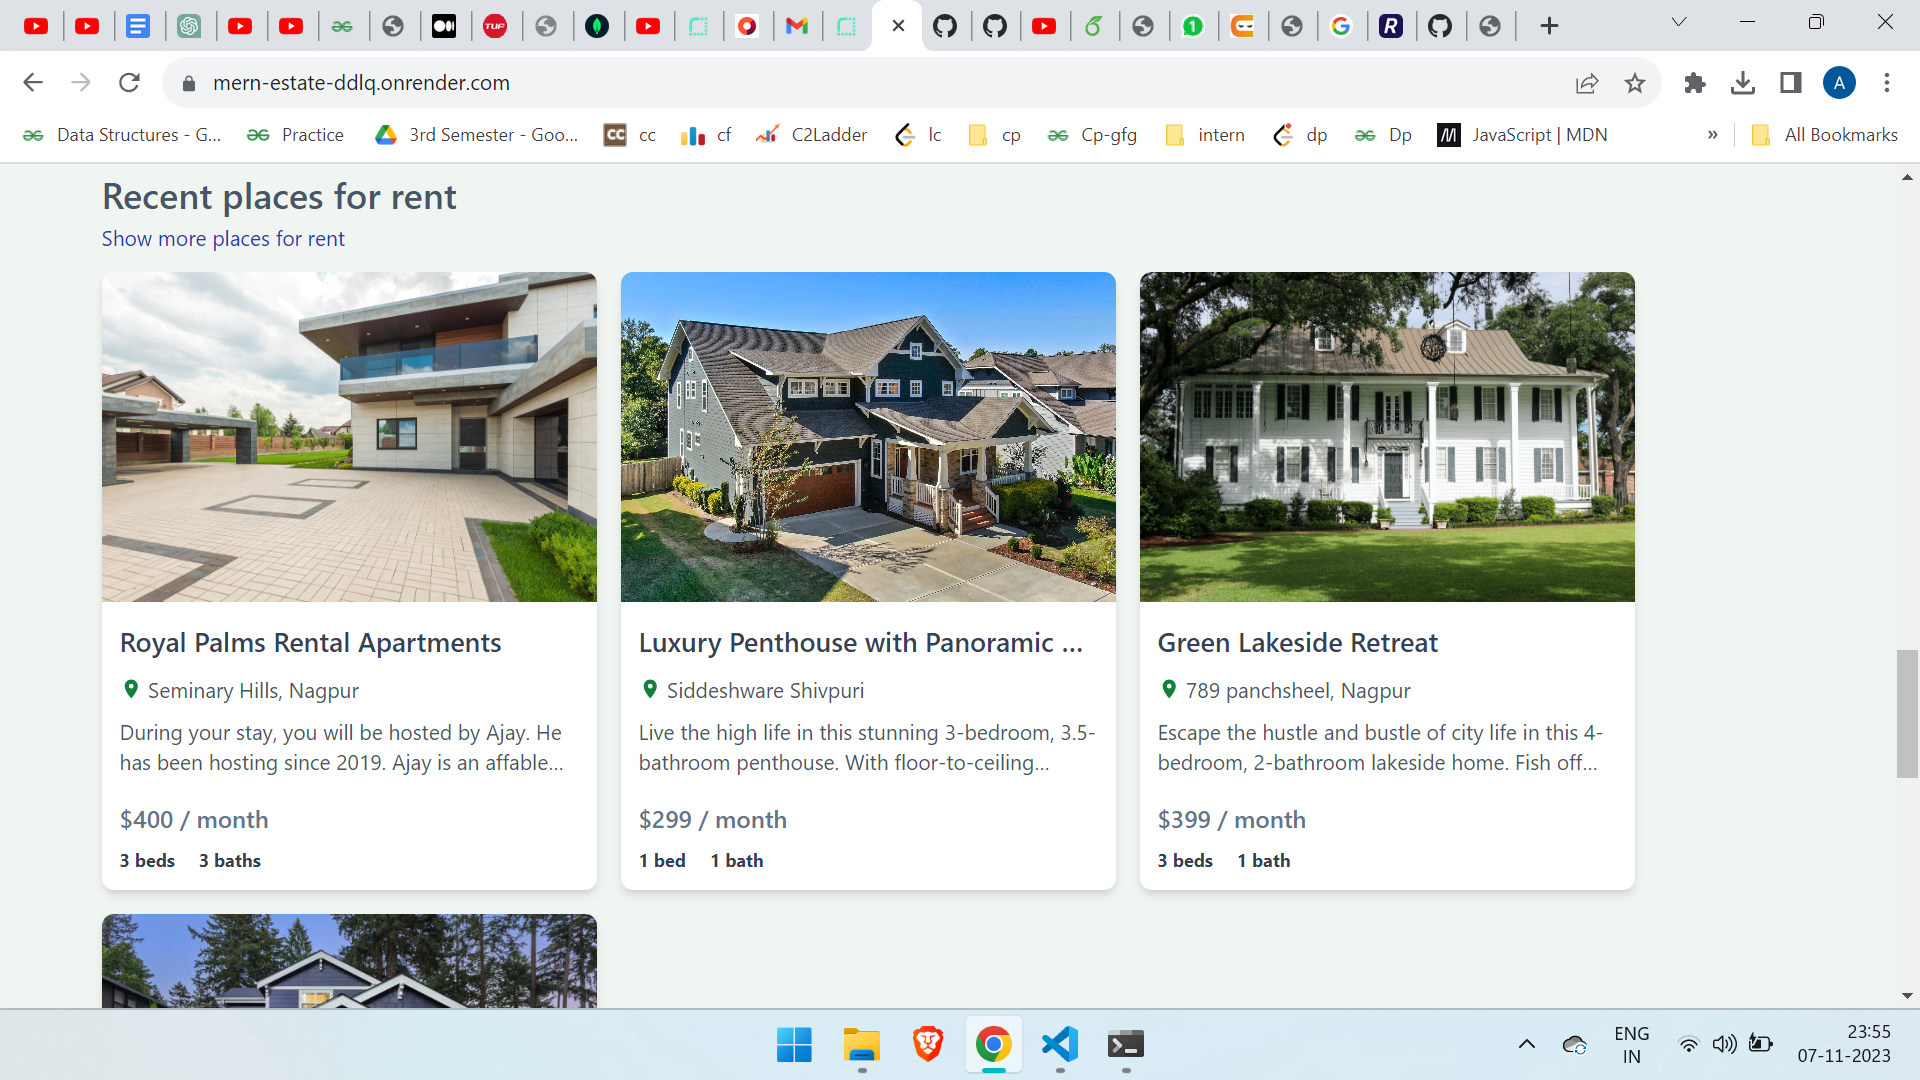 TUF
1
R
mern-estate-ddlq.onrender.com
A
Data Structures - G...
Practice
3rd Semester - Goo...
CC cc
cf
C2Ladder
lc
cp
Cp-gfg
intern
dp
Dp
M JavaScript | MDN
»
All Bookmarks
Recent places for rent
Show more places for rent
Royal Palms Rental Apartments
Seminary Hills, Nagpur
During your stay, you will be hosted by Ajay. He
has been hosting since 2019. Ajay is an affable...
$400 / month
3 beds 3 baths
Luxury Penthouse with Panoramic ...
Siddeshware Shivpuri
Live the high life in this stunning 3-bedroom, 3.5-
bathroom penthouse. With floor-to-ceiling...
$299 / month
1 bed 1 bath
Green Lakeside Retreat
789 panchsheel, Nagpur
Escape the hustle and bustle of city life in this 4-
bedroom, 2-bathroom lakeside home. Fish off...
$399 / month
3 beds 1 bath
ENG
IN
23:55
07-11-2023